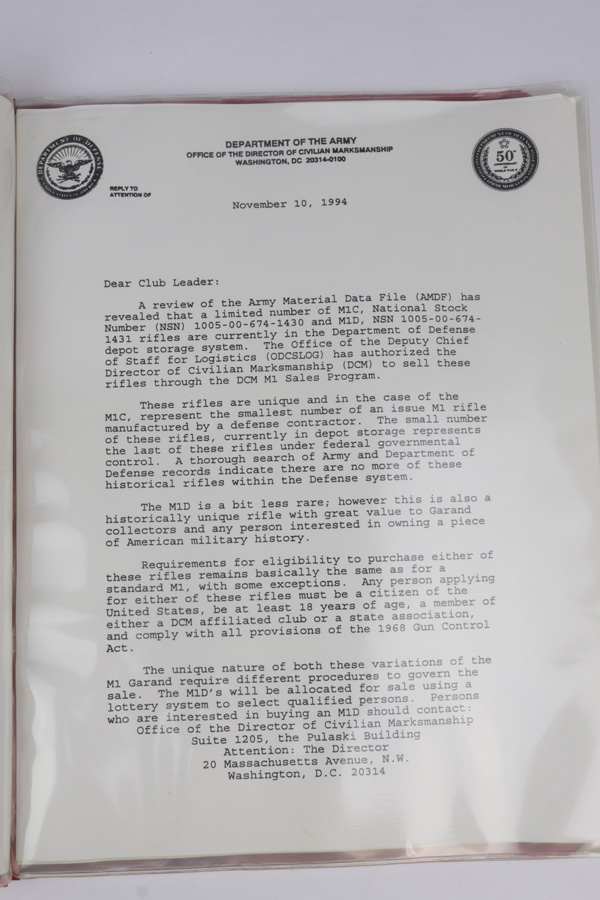 DEPARTMENT OF THE ARMY
OFFICE OF THE DIRECTOR OF CIVILIAN MARKSMANSHIP
WASHINGTON, DC 20314-0100
DEPARTMENT OF DEFENSE
50
REPLY TO
ATTENTION OF
November 10, 1994
Dear Club Leader:
A review of the Army Material Data File (AMDF) has
revealed that a limited number of M1C, National Stock
Number (NSN) 1005-00-674-1430 and M1D, NSN 1005-00-674-
1431 rifles are currently in the Department of Defense
depot storage system. The Office of the Deputy Chief
of Staff for Logistics (ODCSLOG) has authorized the
Director of Civilian Marksmanship (DCM) to sell these
rifles through the DCM M1 Sales Program.
These rifles are unique and in the case of the
M1C, represent the smallest number of an issue M1 rifle
manufactured by a defense contractor. The small number
of these rifles, currently in depot storage represents
the last of these rifles under federal governmental
control. A thorough search of Army and Department of
Defense records indicate there are no more of these
historical rifles within the Defense system.
The M1D is a bit less rare; however this is also a
historically unique rifle with great value to Garand
collectors and any person interested in owning a piece
of American military history.
Requirements for eligibility to purchase either of
these rifles remains basically the same as for a
standard M1, with some exceptions. Any person applying
for either of these rifles must be a citizen of the
United States, be at least 18 years of age, a member of
either a DCM affiliated club or a state association,
and comply with all provisions of the 1968 Gun Control
Act.
The unique nature of both these variations of the
M1 Garand require different procedures to govern the
sale. The M1D's will be allocated for sale using a
lottery system to select qualified persons. Persons
who are interested in buying an M1D should contact:
Office of the Director of Civilian Marksmanship
Suite 1205, the Pulaski Building
Attention: The Director
20 Massachusetts Avenue, N.W.
Washington, D.C. 20314